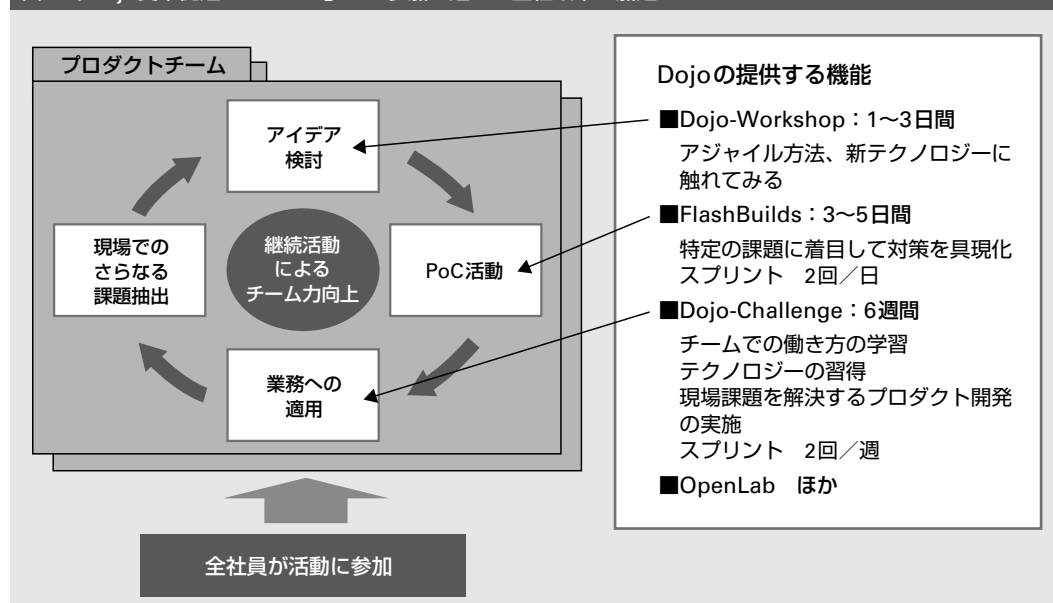 プロダクトチーム
アイデア
検討
PoC活動
業務への
適用
現場での
さらなる
課題抽出
継続活動
による
チーム力向上
全社員が活動に参加
Dojoの提供する機能
■Dojo-Workshop：1〜3日間
アジャイル方法、新テクノロジーに
触れてみる
■FlashBuilds：3〜5日間
特定の課題に着目して対策を具現化
スプリント　2回／日
■Dojo-Challenge：6週間
チームでの働き方の学習
テクノロジーの習得
現場課題を解決するプロダクト開発
の実施
スプリント　2回／週
■OpenLab　ほか